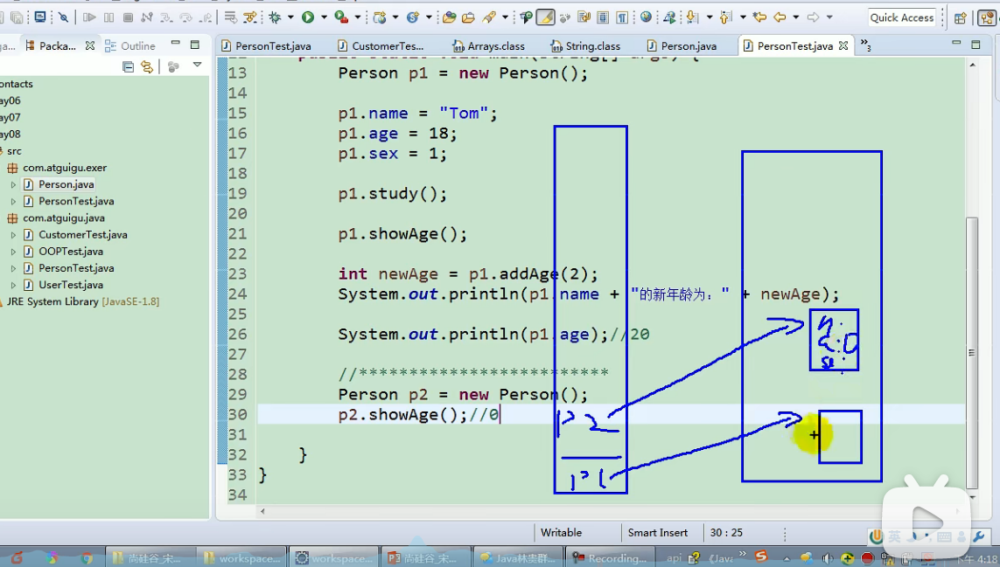 Quick Access
Packa...
Outline
PersonTest.java
CustomerTes...
Arrays.class
String.class
Person.java
PersonTest.java
3
ontacts
ay06
ay07
ay08
src
com.atguigu.exer
Person.java
PersonTest.java
com.atguigu.java
CustomerTest.java
OOPTest.java
PersonTest.java
UserTest.java
JRE System Library [JavaSE-1.8]
13 Person p1 = new Person();
14
15 p1.name = "Tom";
16 p1.age = 18;
17 p1.sex = 1;
18
19 p1.study();
20
21 p1.showAge();
22
23 int newAge = p1.addAge(2);
24 System.out.println(p1.name + "的新年龄为：" + newAge);
25
26 System.out.println(p1.age);//20
27
28 //*************************
29 Person p2 = new Person();
30 p2.showAge();//0
31
32 }
33 }
34
n:
a:0
se:
P2
P1
Writable
Smart Insert
30 : 25
英
尚硅谷_宋...
workspace...
workspace...
尚硅谷_宋...
Java林贵群...
Recording...
api
(Java
下午 4:18